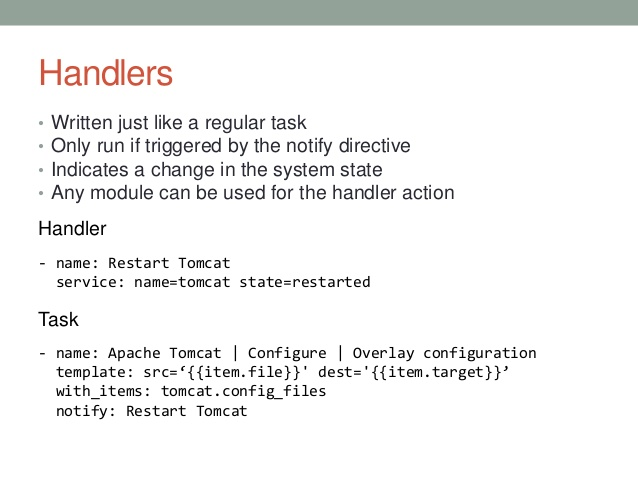 Handlers
• Written just like a regular task
• Only run if triggered by the notify directive
• Indicates a change in the system state
• Any module can be used for the handler action
Handler
- name: Restart Tomcat
  service: name=tomcat state=restarted
Task
- name: Apache Tomcat | Configure | Overlay configuration
  template: src=‘{{item.file}}' dest='{{item.target}}’
  with_items: tomcat.config_files
  notify: Restart Tomcat